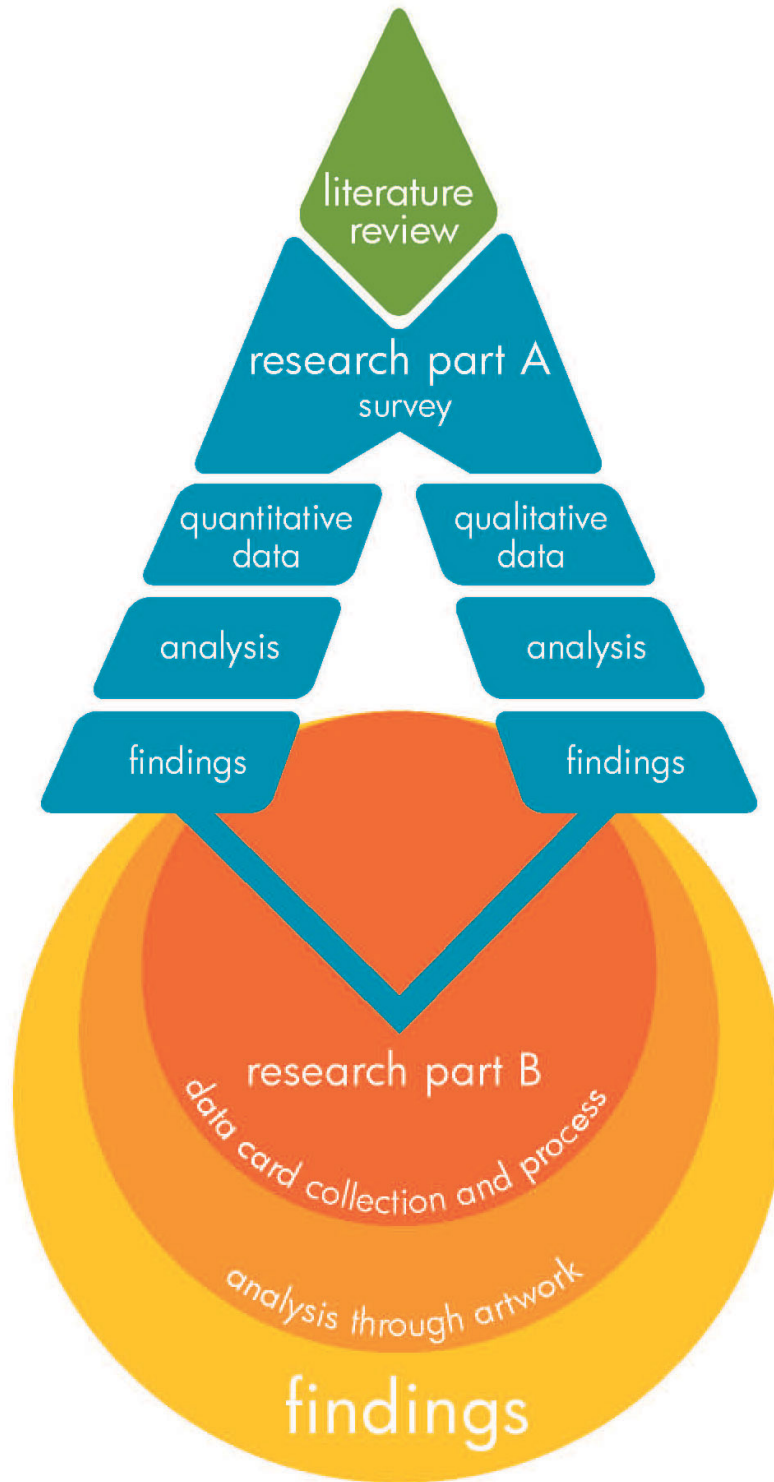 literature
review
research part A
survey
quantitative
data
analysis
findings
qualitative
data
analysis
findings
research part B
data card collection and process
analysis through artwork
findings